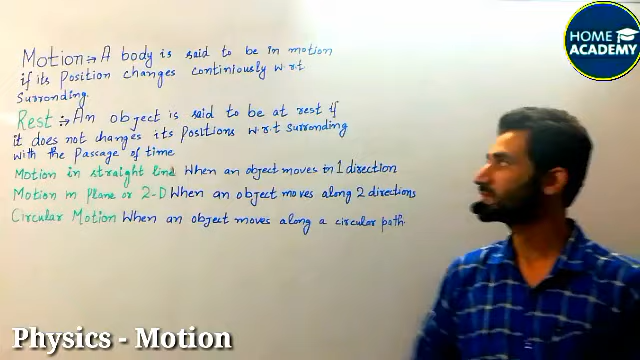 HOME
ACADEMY
Motion → A body is said to be in motion
if its Position changes continiously w rt
Surronding.
Rest :→ An object is said to be at rest if
it does not changes its positions w r t surronding
with the Passage of time
Motion in straight line When an object moves in 1 direction
Motion in Plane or 2-D When an object moves along 2 directions
Circular Motion When an object moves along a circular path.
Physics - Motion